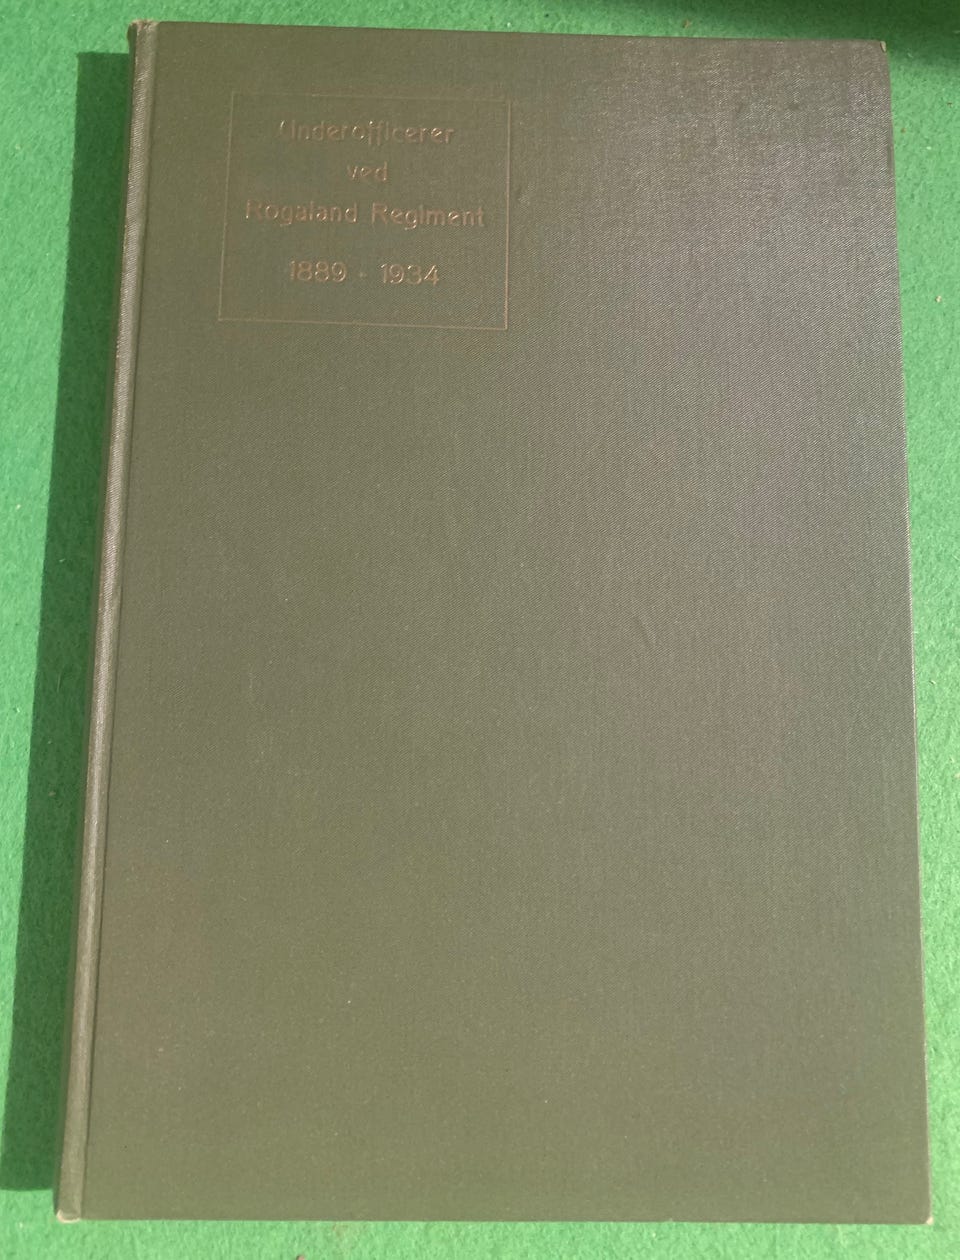 Underofficerer
ved
Rogaland Regiment
1889 - 1934